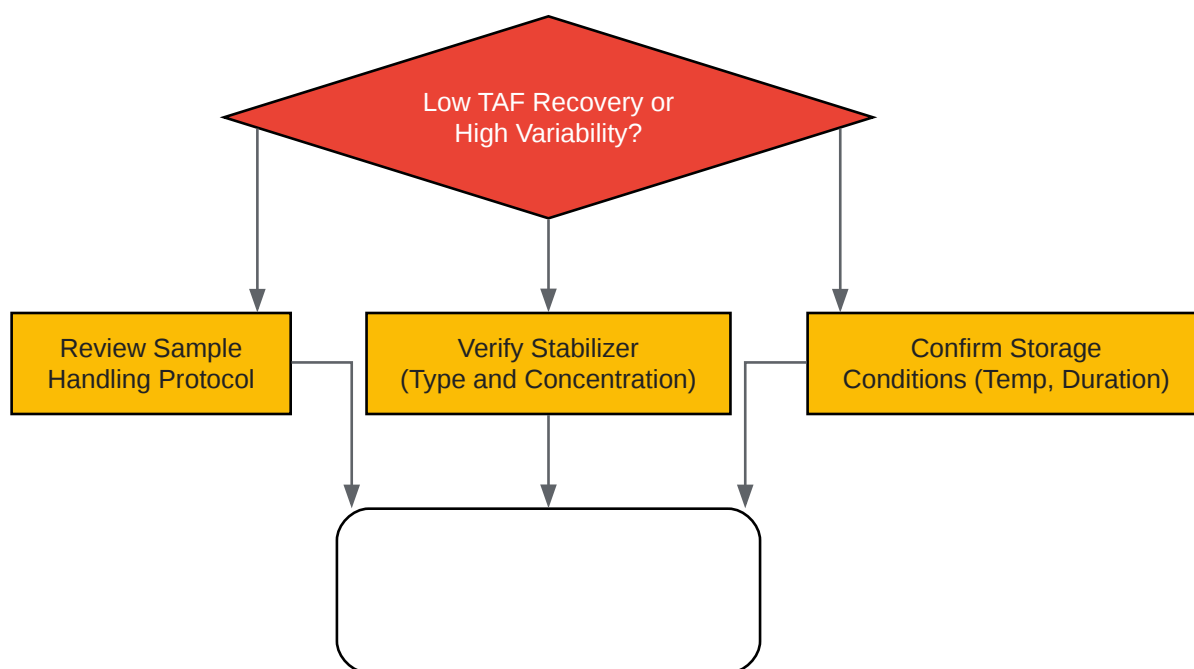 Low TAF Recovery or
High Variability?
Review Sample
Handling Protocol
Verify Stabilizer
(Type and Concentration)
Confirm Storage
Conditions (Temp, Duration)